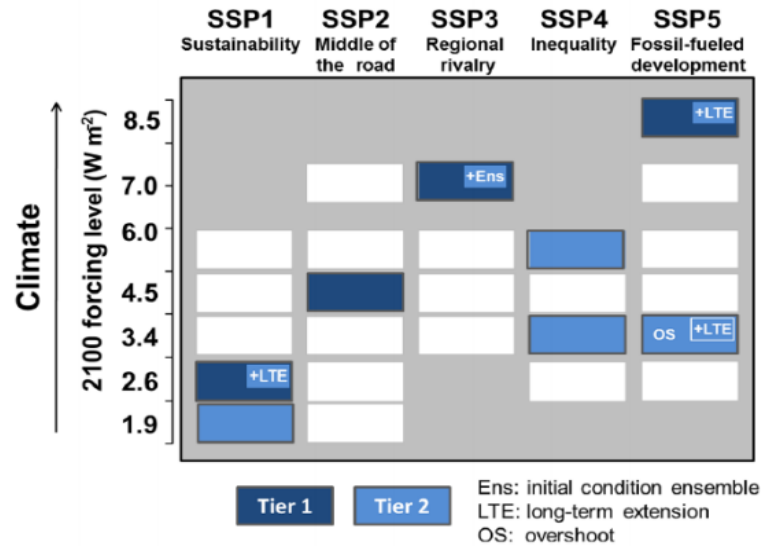 SSP1 SSP2 SSP3 SSP4 SSP5
Sustainability Middle of Regional Inequality Fossil-fueled
the road rivalry development
Climate
2100 forcing level (W m²)
8.5 +LTE
7.0 +Ens
6.0
4.5
3.4 OS +LTE
2.6 +LTE
1.9
Tier 1 Tier 2
Ens: initial condition ensemble
LTE: long-term extension
OS: overshoot